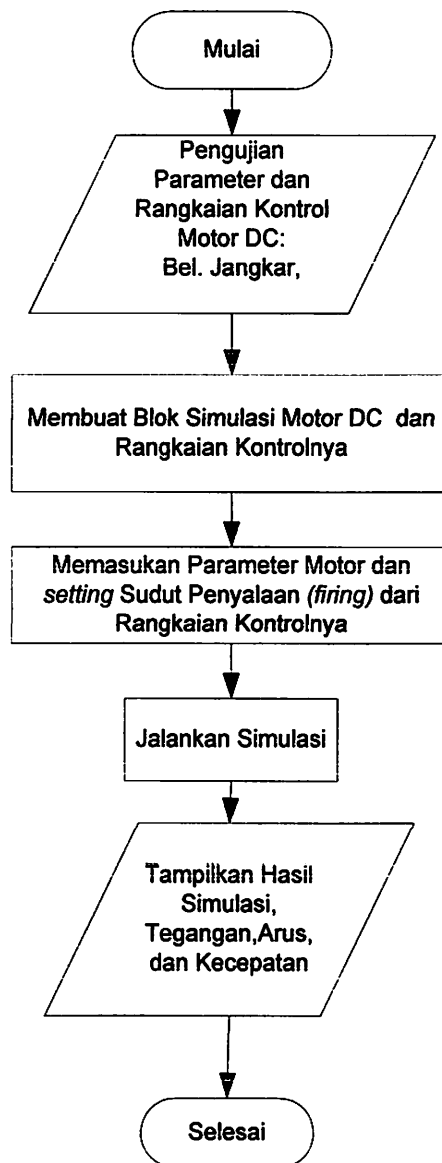 Mulai
Pengujian
Parameter dan
Rangkaian Kontrol
Motor DC:
Bel. Jangkar,
Membuat Blok Simulasi Motor DC dan
Rangkaian Kontrolnya
Memasukan Parameter Motor dan
setting Sudut Penyalaan (firing) dari
Rangkaian Kontrolnya
Jalankan Simulasi
Tampilkan Hasil
Simulasi,
Tegangan,Arus,
dan Kecepatan
Selesai